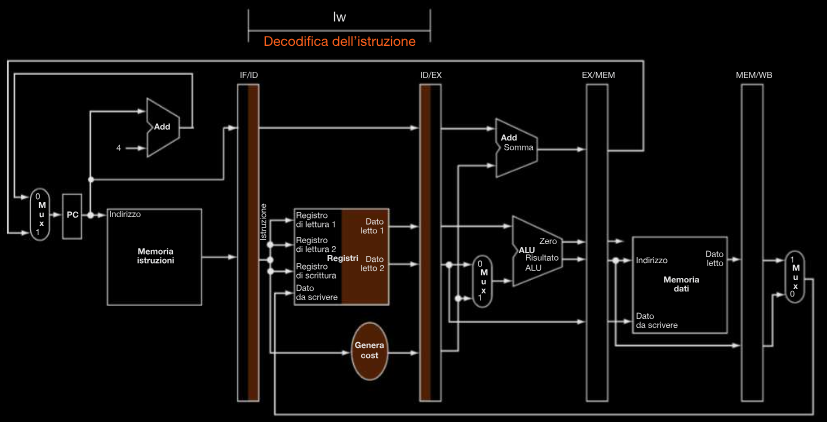 lw
Decodifica dell'istruzione
IF/ID
ID/EX
EX/MEM
MEM/WB
Add
4
Add
Somma
0
M
u
x
1
PC
Indirizzo
Memoria
istruzioni
Istruzione
Registro
di lettura 1
Registro
di lettura 2
Registri
Registro
di scrittura
Dato
da scrivere
Dato
letto 1
Dato
letto 2
Genera
cost
0
M
u
x
1
ALU
Zero
Risultato
ALU
Indirizzo
Dato
letto
Memoria
dati
Dato
da scrivere
1
M
u
x
0